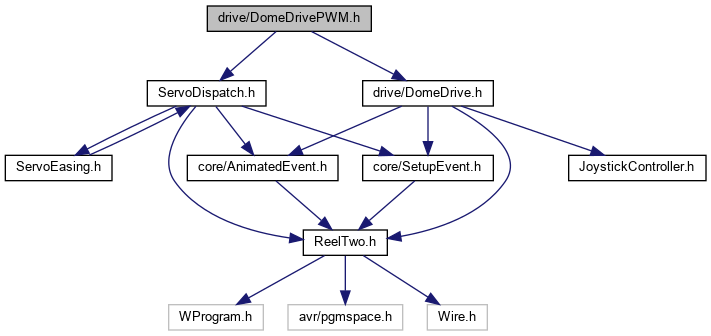 drive/DomeDrivePWM.h
ServoDispatch.h
drive/DomeDrive.h
ServoEasing.h
core/AnimatedEvent.h
core/SetupEvent.h
JoystickController.h
ReelTwo.h
WProgram.h
avr/pgmspace.h
Wire.h